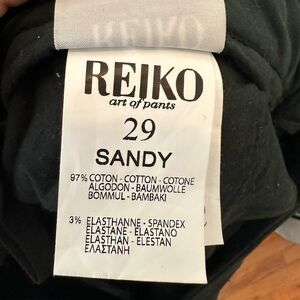 REIKO
art of pants
29
SANDY
97% COTON - COTTON - COTONE
ALGODON - BAUMWOLLE
BOMMUL - BAMBAKI
3% ELASTHANNE - SPANDEX
ELASTANE - ELASTANO
ELASTHAN - ELESTAN
ΕΛΑΣΤΑΝΗ